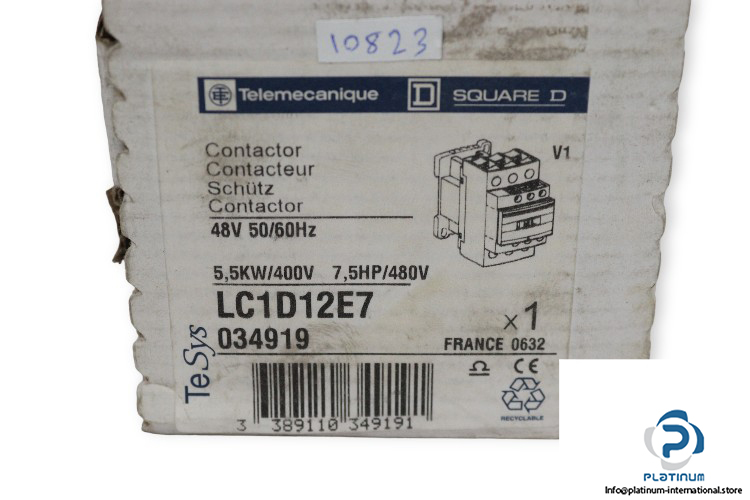 10823
Telemecanique SQUARE D
Contactor
Contacteur
Schütz
Contactor
V1
48V 50/60Hz
5,5KW/400V 7,5HP/480V
LC1D12E7
034919
x1
FRANCE 0632
TeSys
CE
RECYCLABLE
3 389110 349191
PLATINUM
Info@platinum-international.store